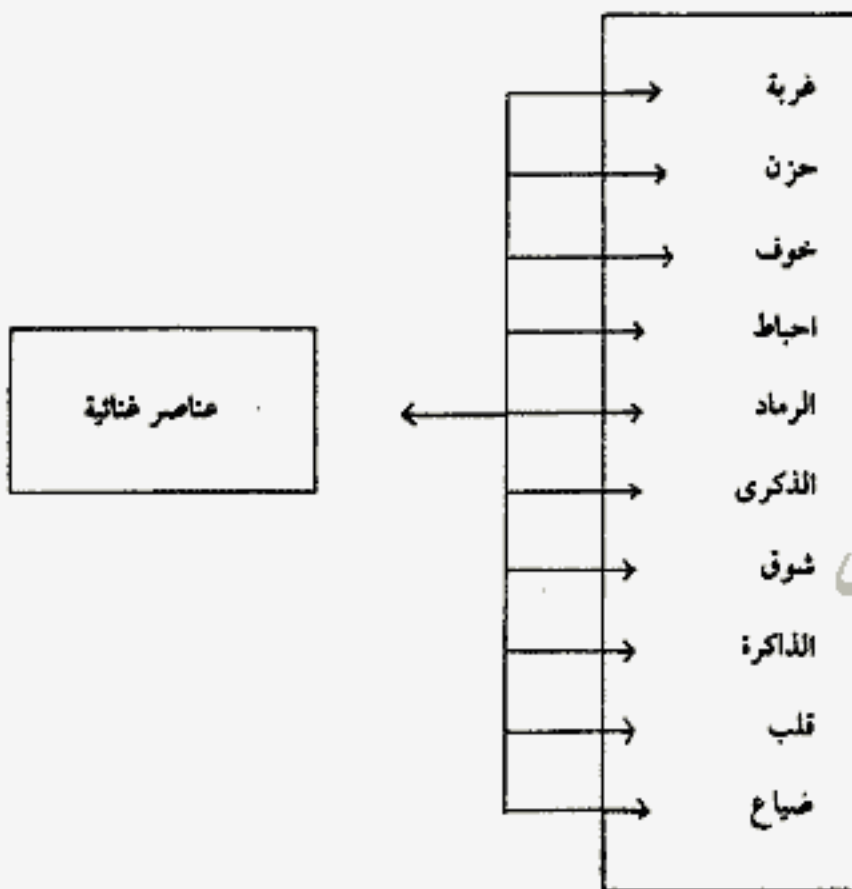 غربة
حزن
خوف
احباط
الرماد
الذكرى
شوق
الذاكرة
قلب
ضياع
عناصر غنائية